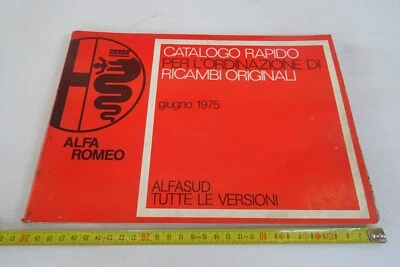 CATALOGO RAPIDO
PER L'ORDINAZIONE DI
RICAMBI ORIGINALI
giugno 1975
ALFA
ROMEO
ALFASUD
TUTTE LE VERSIONI